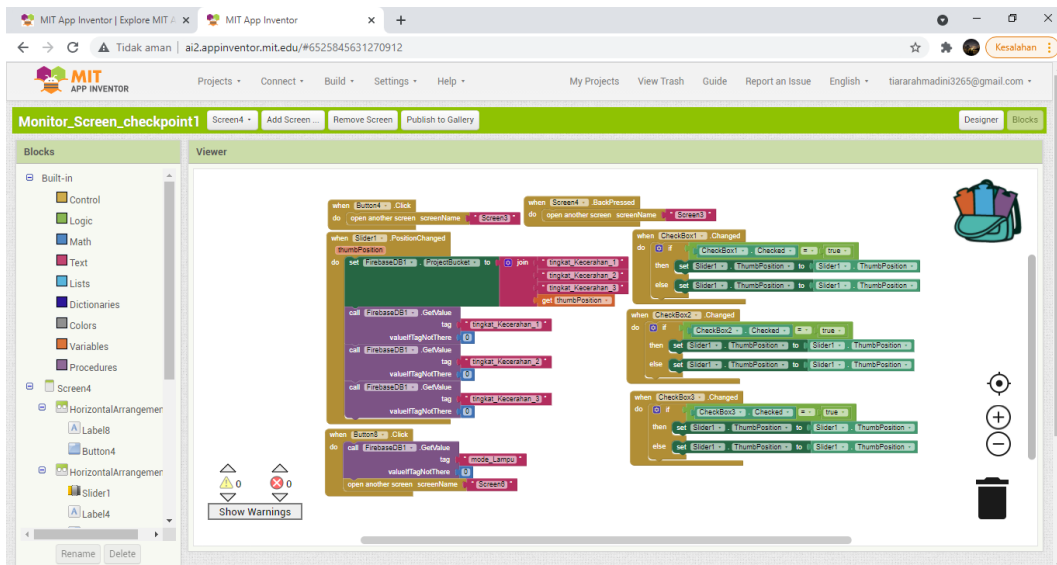 MIT App Inventor | Explore MIT A
MIT App Inventor
Tidak aman | ai2.appinventor.mit.edu/#6525845631270912
Kesalahan
MIT
APP INVENTOR
Projects
Connect
Build
Settings
Help
My Projects
View Trash
Guide
Report an Issue
English
tiararahmadini3265@gmail.com
Monitor_Screen_checkpoint1
Screen4
Add Screen ...
Remove Screen
Publish to Gallery
Designer
Blocks
Blocks
Built-in
Control
Logic
Math
Text
Lists
Dictionaries
Colors
Variables
Procedures
Screen4
HorizontalArrangemer
Label8
Button4
HorizontalArrangemer
Slider1
Label4
Rename
Delete
Viewer
when Button4 .Click
do open another screen screenName " Screen3 "
when Screen4 .BackPressed
do open another screen screenName " Screen3 "
when Slider1 .PositionChanged
thumbPosition
do set FirebaseDB1 . ProjectBucket to join " tingkat_Kecerahan_1 "
" tingkat_Kecerahan_2 "
" tingkat_Kecerahan_3 "
get thumbPosition
call FirebaseDB1 .GetValue
tag " tingkat_Kecerahan_1 "
valueIfTagNotThere 0
call FirebaseDB1 .GetValue
tag " tingkat_Kecerahan_2 "
valueIfTagNotThere 0
call FirebaseDB1 .GetValue
tag " tingkat_Kecerahan_3 "
valueIfTagNotThere 0
when CheckBox1 .Changed
do if CheckBox1 . Checked = true
then set Slider1 . ThumbPosition to Slider1 . ThumbPosition
else set Slider1 . ThumbPosition to Slider1 . ThumbPosition
when CheckBox2 .Changed
do if CheckBox2 . Checked = true
then set Slider1 . ThumbPosition to Slider1 . ThumbPosition
else set Slider1 . ThumbPosition to Slider1 . ThumbPosition
when CheckBox3 .Changed
do if CheckBox3 . Checked = true
then set Slider1 . ThumbPosition to Slider1 . ThumbPosition
else set Slider1 . ThumbPosition to Slider1 . ThumbPosition
when .Click
do call FirebaseDB1 .GetValue
tag " mode_Lampu "
valueIfTagNotThere 0
open another screen screenName " Screen6 "
0
0
Show Warnings